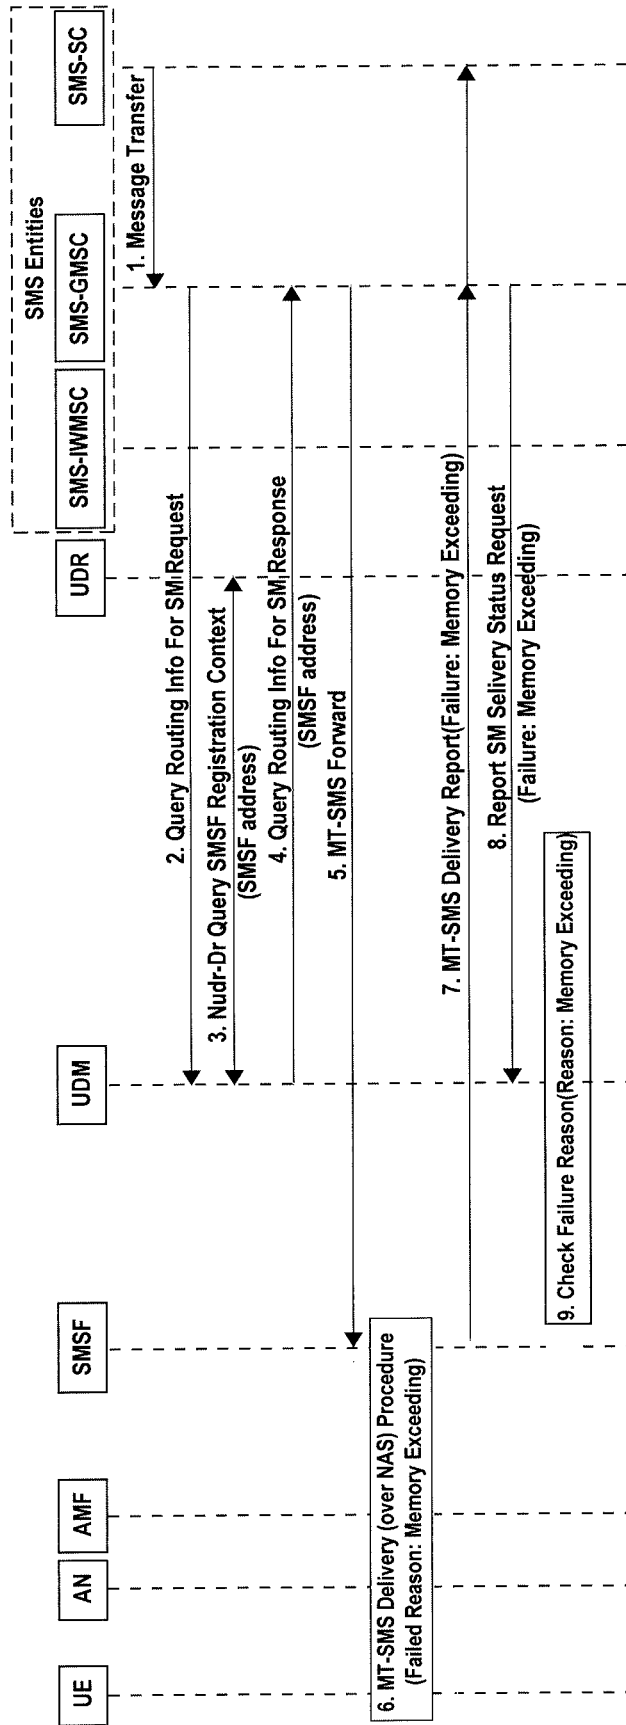 SMS Entities
UE
AN
AMF
SMSF
UDM
UDR
SMS-IWMSC
SMS-GMSC
SMS-SC
1. Message Transfer
2. Query Routing Info For SM Request
3. Nudr-Dr Query SMSF Registration Context
(SMSF address)
4. Query Routing Info For SM Response
(SMSF address)
5. MT-SMS Forward
6. MT-SMS Delivery (over NAS) Procedure
(Failed Reason: Memory Exceeding)
7. MT-SMS Delivery Report(Failure: Memory Exceeding)
8. Report SM Selivery Status Request
(Failure: Memory Exceeding)
9. Check Failure Reason(Reason: Memory Exceeding)